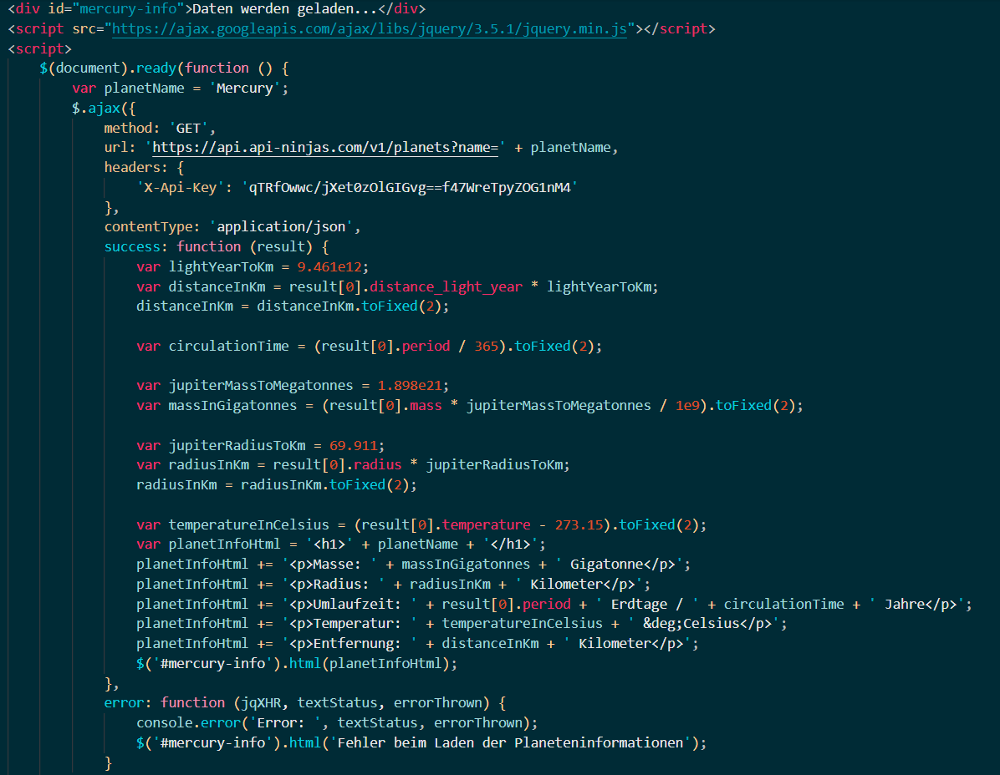 <div id="mercury-info">Daten werden geladen...</div>
<script src="https://ajax.googleapis.com/ajax/libs/jquery/3.5.1/jquery.min.js"></script>
<script>
    $(document).ready(function () {
        var planetName = 'Mercury';
        $.ajax({
            method: 'GET',
            url: 'https://api.api-ninjas.com/v1/planets?name=' + planetName,
            headers: {
                'X-Api-Key': 'qTRfOwwc/jXet0zOlGIGvg==f47WreTpyZOG1nM4'
            },
            contentType: 'application/json',
            success: function (result) {
                var lightYearToKm = 9.461e12;
                var distanceInKm = result[0].distance_light_year * lightYearToKm;
                distanceInKm = distanceInKm.toFixed(2);

                var circulationTime = (result[0].period / 365).toFixed(2);

                var jupiterMassToMegatonnes = 1.898e21;
                var massInGigatonnes = (result[0].mass * jupiterMassToMegatonnes / 1e9).toFixed(2);

                var jupiterRadiusToKm = 69.911;
                var radiusInKm = result[0].radius * jupiterRadiusToKm;
                radiusInKm = radiusInKm.toFixed(2);

                var temperatureInCelsius = (result[0].temperature - 273.15).toFixed(2);
                var planetInfoHtml = '<h1>' + planetName + '</h1>';
                planetInfoHtml += '<p>Masse: ' + massInGigatonnes + ' Gigatonne</p>';
                planetInfoHtml += '<p>Radius: ' + radiusInKm + ' Kilometer</p>';
                planetInfoHtml += '<p>Umlaufzeit: ' + result[0].period + ' Erdtage / ' + circulationTime + ' Jahre</p>';
                planetInfoHtml += '<p>Temperatur: ' + temperatureInCelsius + ' &deg;Celsius</p>';
                planetInfoHtml += '<p>Entfernung: ' + distanceInKm + ' Kilometer</p>';
                $('#mercury-info').html(planetInfoHtml);
            },
            error: function (jqXHR, textStatus, errorThrown) {
                console.error('Error: ', textStatus, errorThrown);
                $('#mercury-info').html('Fehler beim Laden der Planeteninformationen');
            }